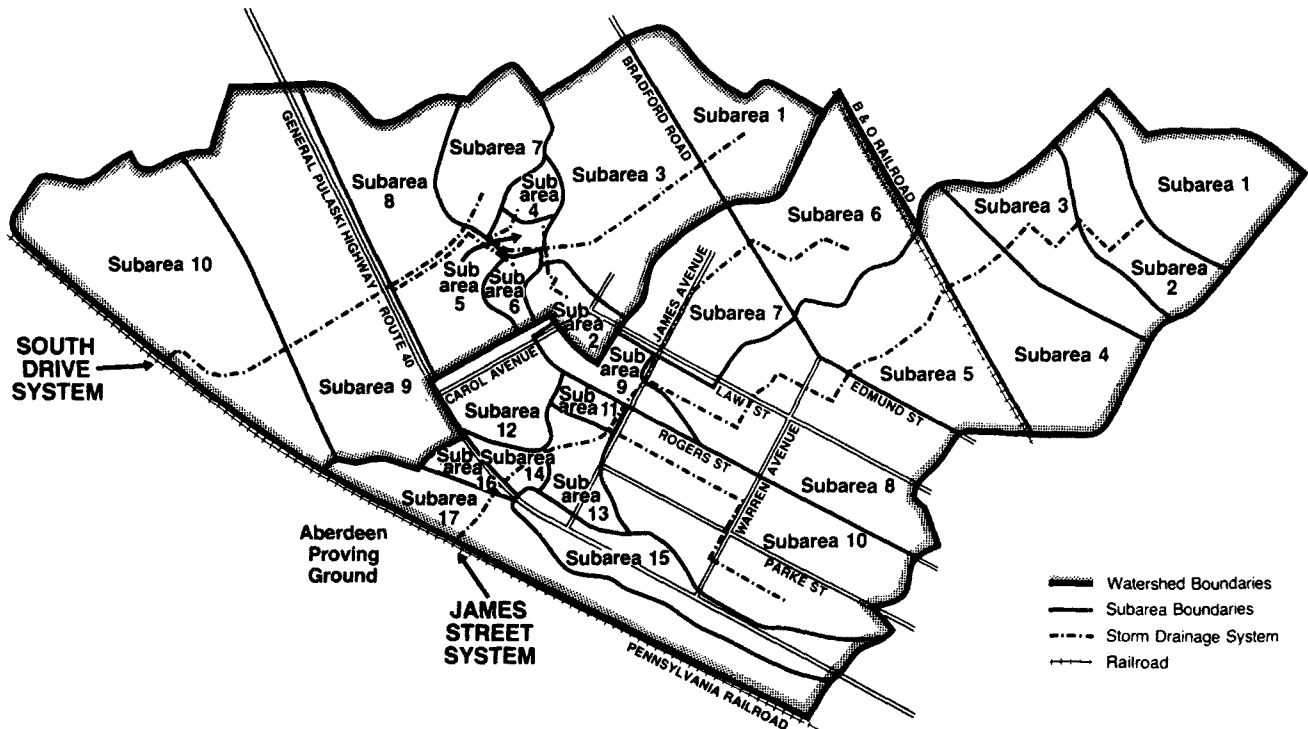 Subarea 1
BRADFORD ROAD
B & O RAILROAD
GENERAL PULASKI HIGHWAY - ROUTE 40
Subarea 7
Subarea 3
Subarea
8
Sub
area
4
Subarea 6
Subarea 3
Subarea 1
Subarea 10
Sub
area
5
Sub
area
6
Subarea
2
Sub
area
2
JAMES AVENUE
Subarea 7
SOUTH
DRIVE
SYSTEM
Subarea 9
CAROL AVENUE
Sub
area
9
Subarea 5
Subarea 4
Subarea
12
Sub
area 11
LAW ST
EDMUND ST
ROGERS ST
WARREN AVENUE
Sub
area
16
Subarea
14
Subarea 8
Subarea
17
Sub
area
13
Subarea 10
Aberdeen
Proving
Ground
Subarea 15
PARKE ST
JAMES
STREET
SYSTEM
PENNSYLVANIA RAILROAD
Watershed Boundaries
Subarea Boundaries
Storm Drainage System
Railroad